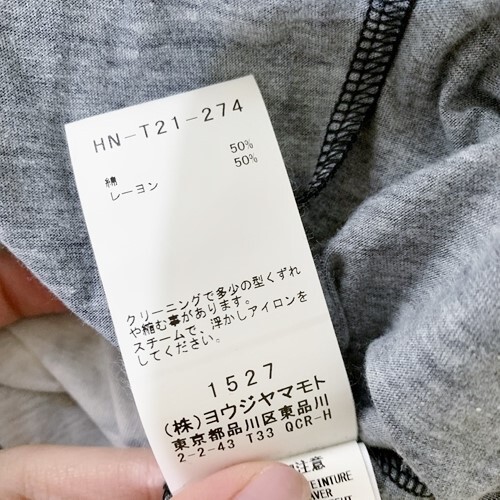 HN-T21-274
綿 50%
レーヨン 50%
クリーニングで多少の型くずれ
や縮む事があります。
スチームで、浮かしアイロンを
してください。
1527
(株)ヨウジヤマモト
東京都品川区東品川
2-2-43 T33 QCR-H
注意
EINTURE